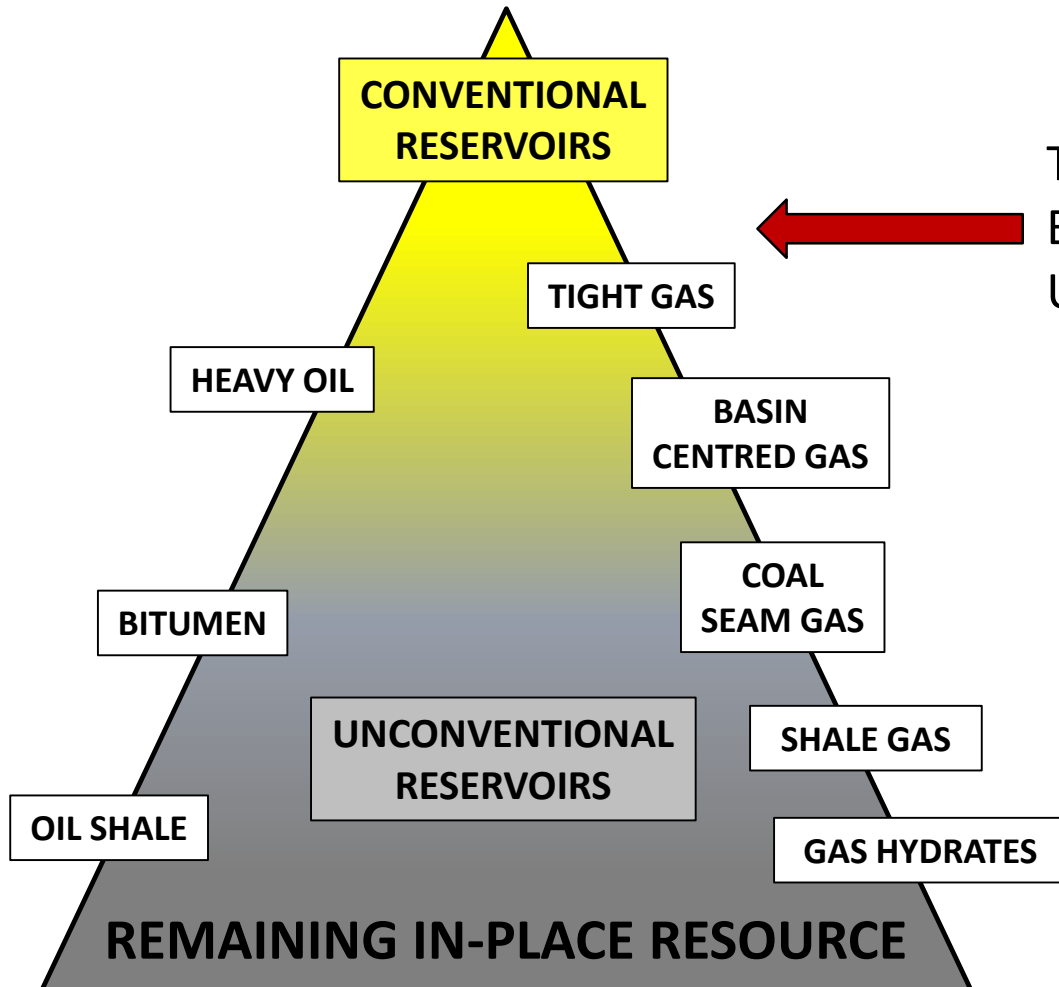 CONVENTIONAL
RESERVOIRS
TIGHT GAS
HEAVY OIL
BASIN
CENTRED GAS
COAL
SEAM GAS
BITUMEN
UNCONVENTIONAL
RESERVOIRS
SHALE GAS
OIL SHALE
GAS HYDRATES
REMAINING IN-PLACE RESOURCE